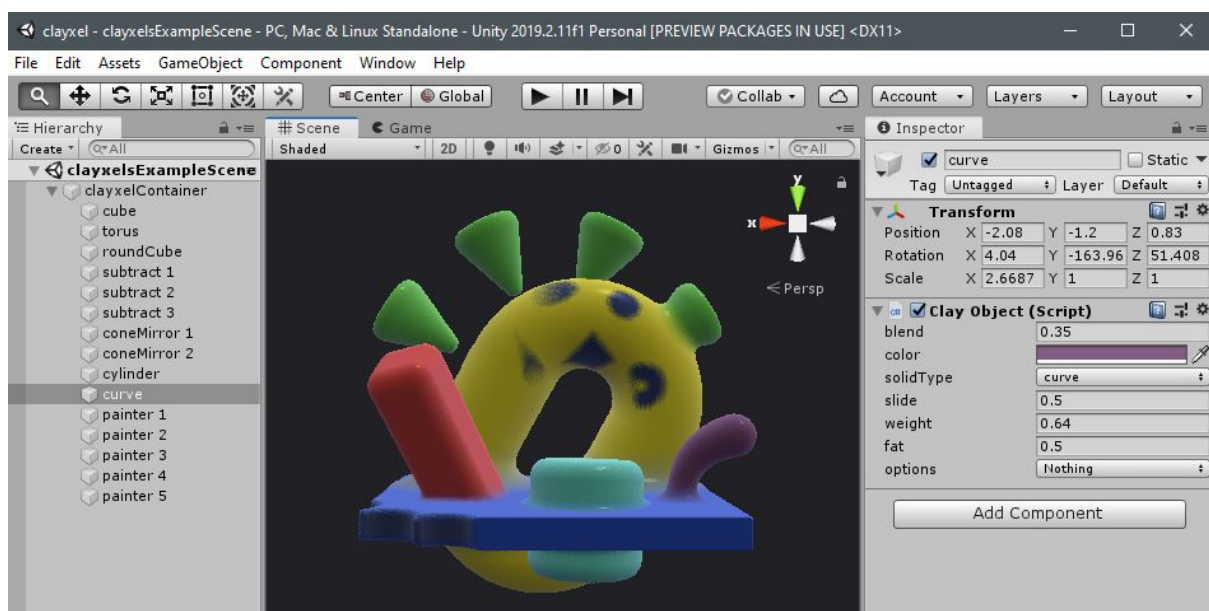 clayxel - clayxelsExampleScene - PC, Mac & Linux Standalone - Unity 2019.2.11f1 Personal [PREVIEW PACKAGES IN USE] <DX11>
File Edit Assets GameObject Component Window Help
Center Global Collab Account Layers Layout
Hierarchy
Create All
clayxelsExampleScene
clayxelContainer
cube
torus
roundCube
subtract 1
subtract 2
subtract 3
coneMirror 1
coneMirror 2
cylinder
curve
painter 1
painter 2
painter 3
painter 4
painter 5
Scene Game
Shaded 2D 0 Gizmos All
y
x
Persp
Inspector
curve Static
Tag Untagged Layer Default
Transform
Position X -2.08 Y -1.2 Z 0.83
Rotation X 4.04 Y -163.96 Z 51.408
Scale X 2.6687 Y 1 Z 1
Clay Object (Script)
blend 0.35
color
solidType curve
slide 0.5
weight 0.64
fat 0.5
options Nothing
Add Component